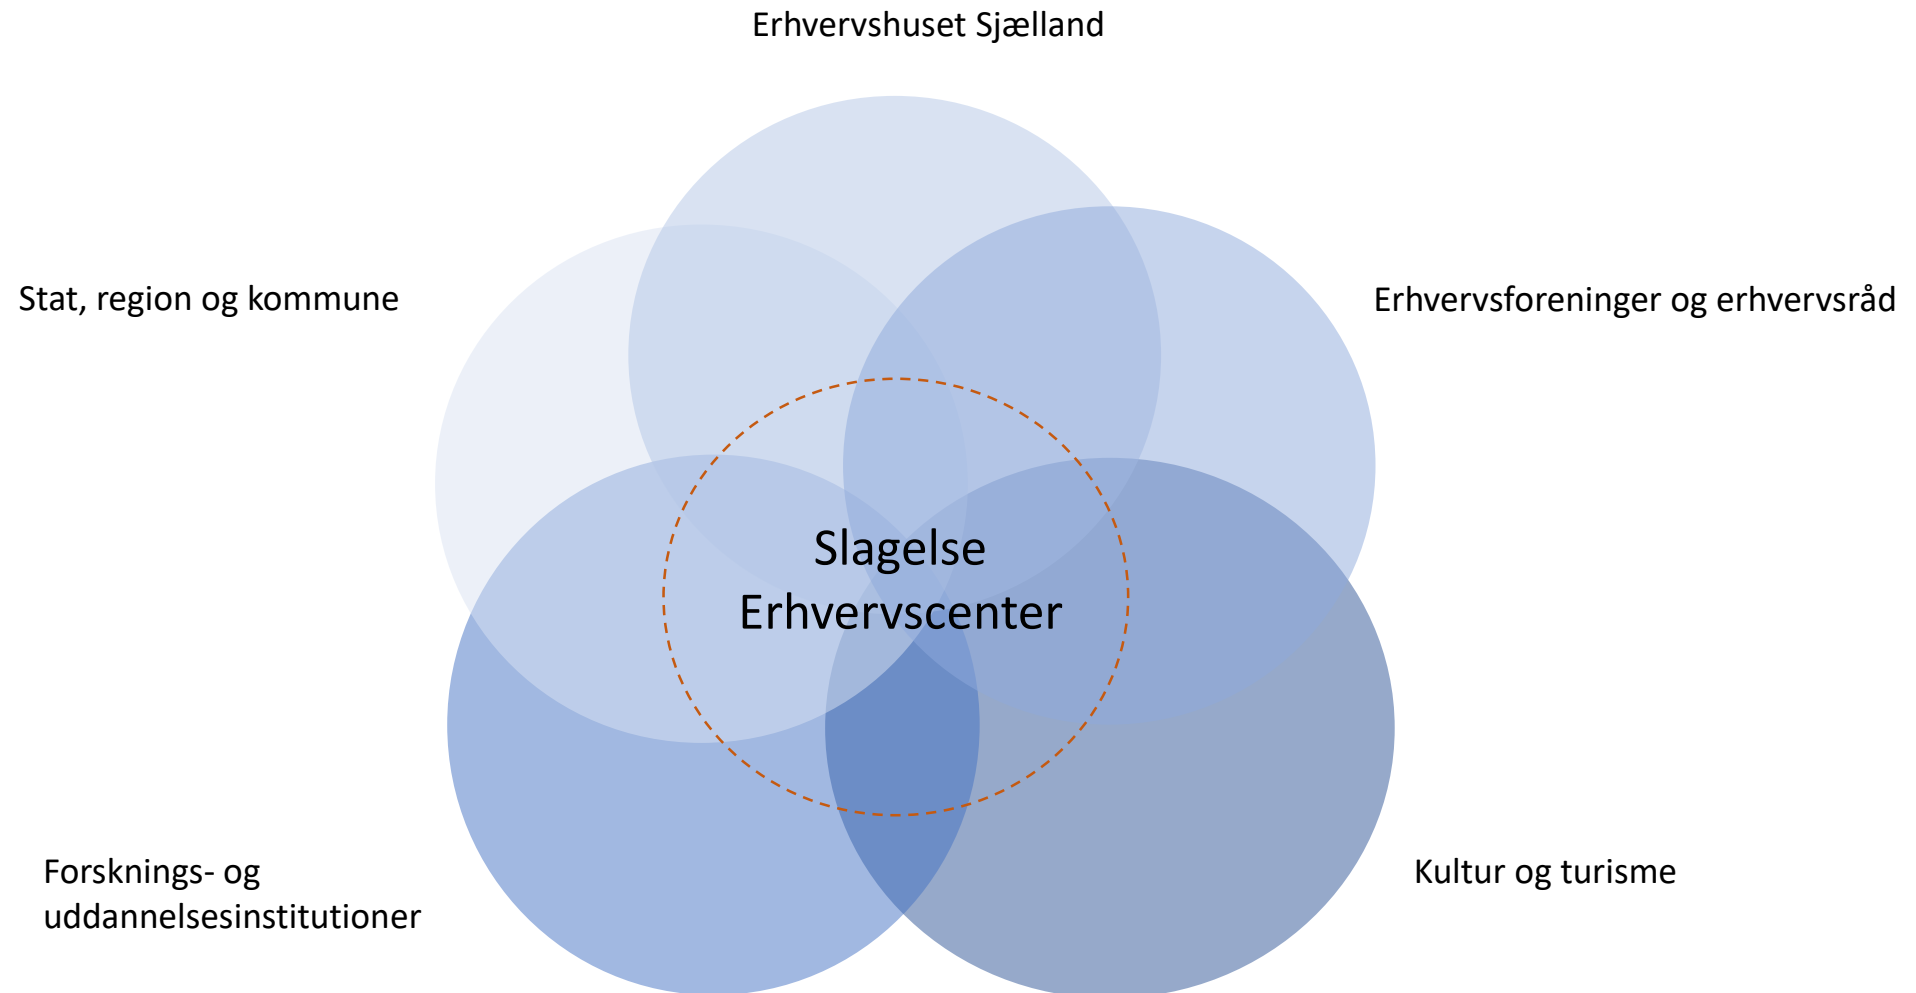 Erhvervshuset Sjælland
Stat, region og kommune
Erhvervsforeninger og erhvervsråd
Slagelse
Erhvervscenter
Forsknings- og
uddannelsesinstitutioner
Kultur og turisme